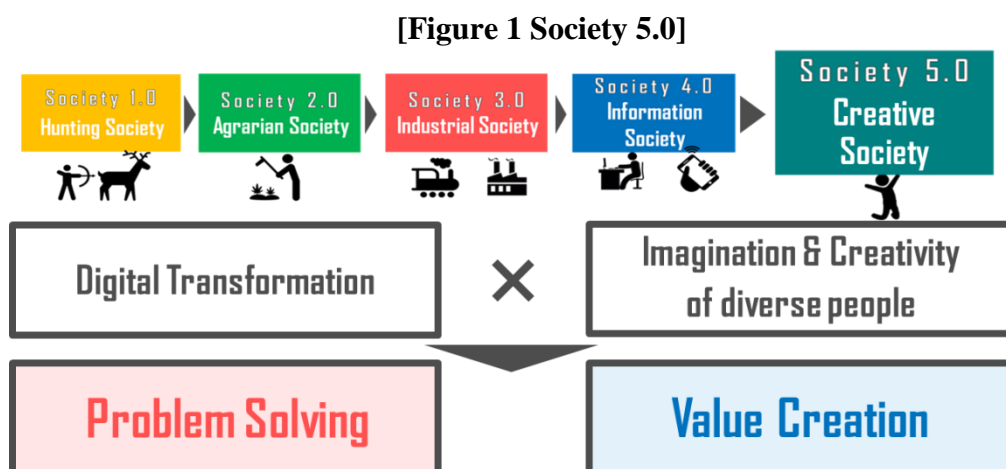 [Figure 1 Society 5.0]
Society 1.0
Hunting Society
Society 2.0
Agrarian Society
Society 3.0
Industrial Society
Society 4.0
Information
Society
Society 5.0
Creative
Society
Digital Transformation
×
Imagination & Creativity
of diverse people
Problem Solving
Value Creation